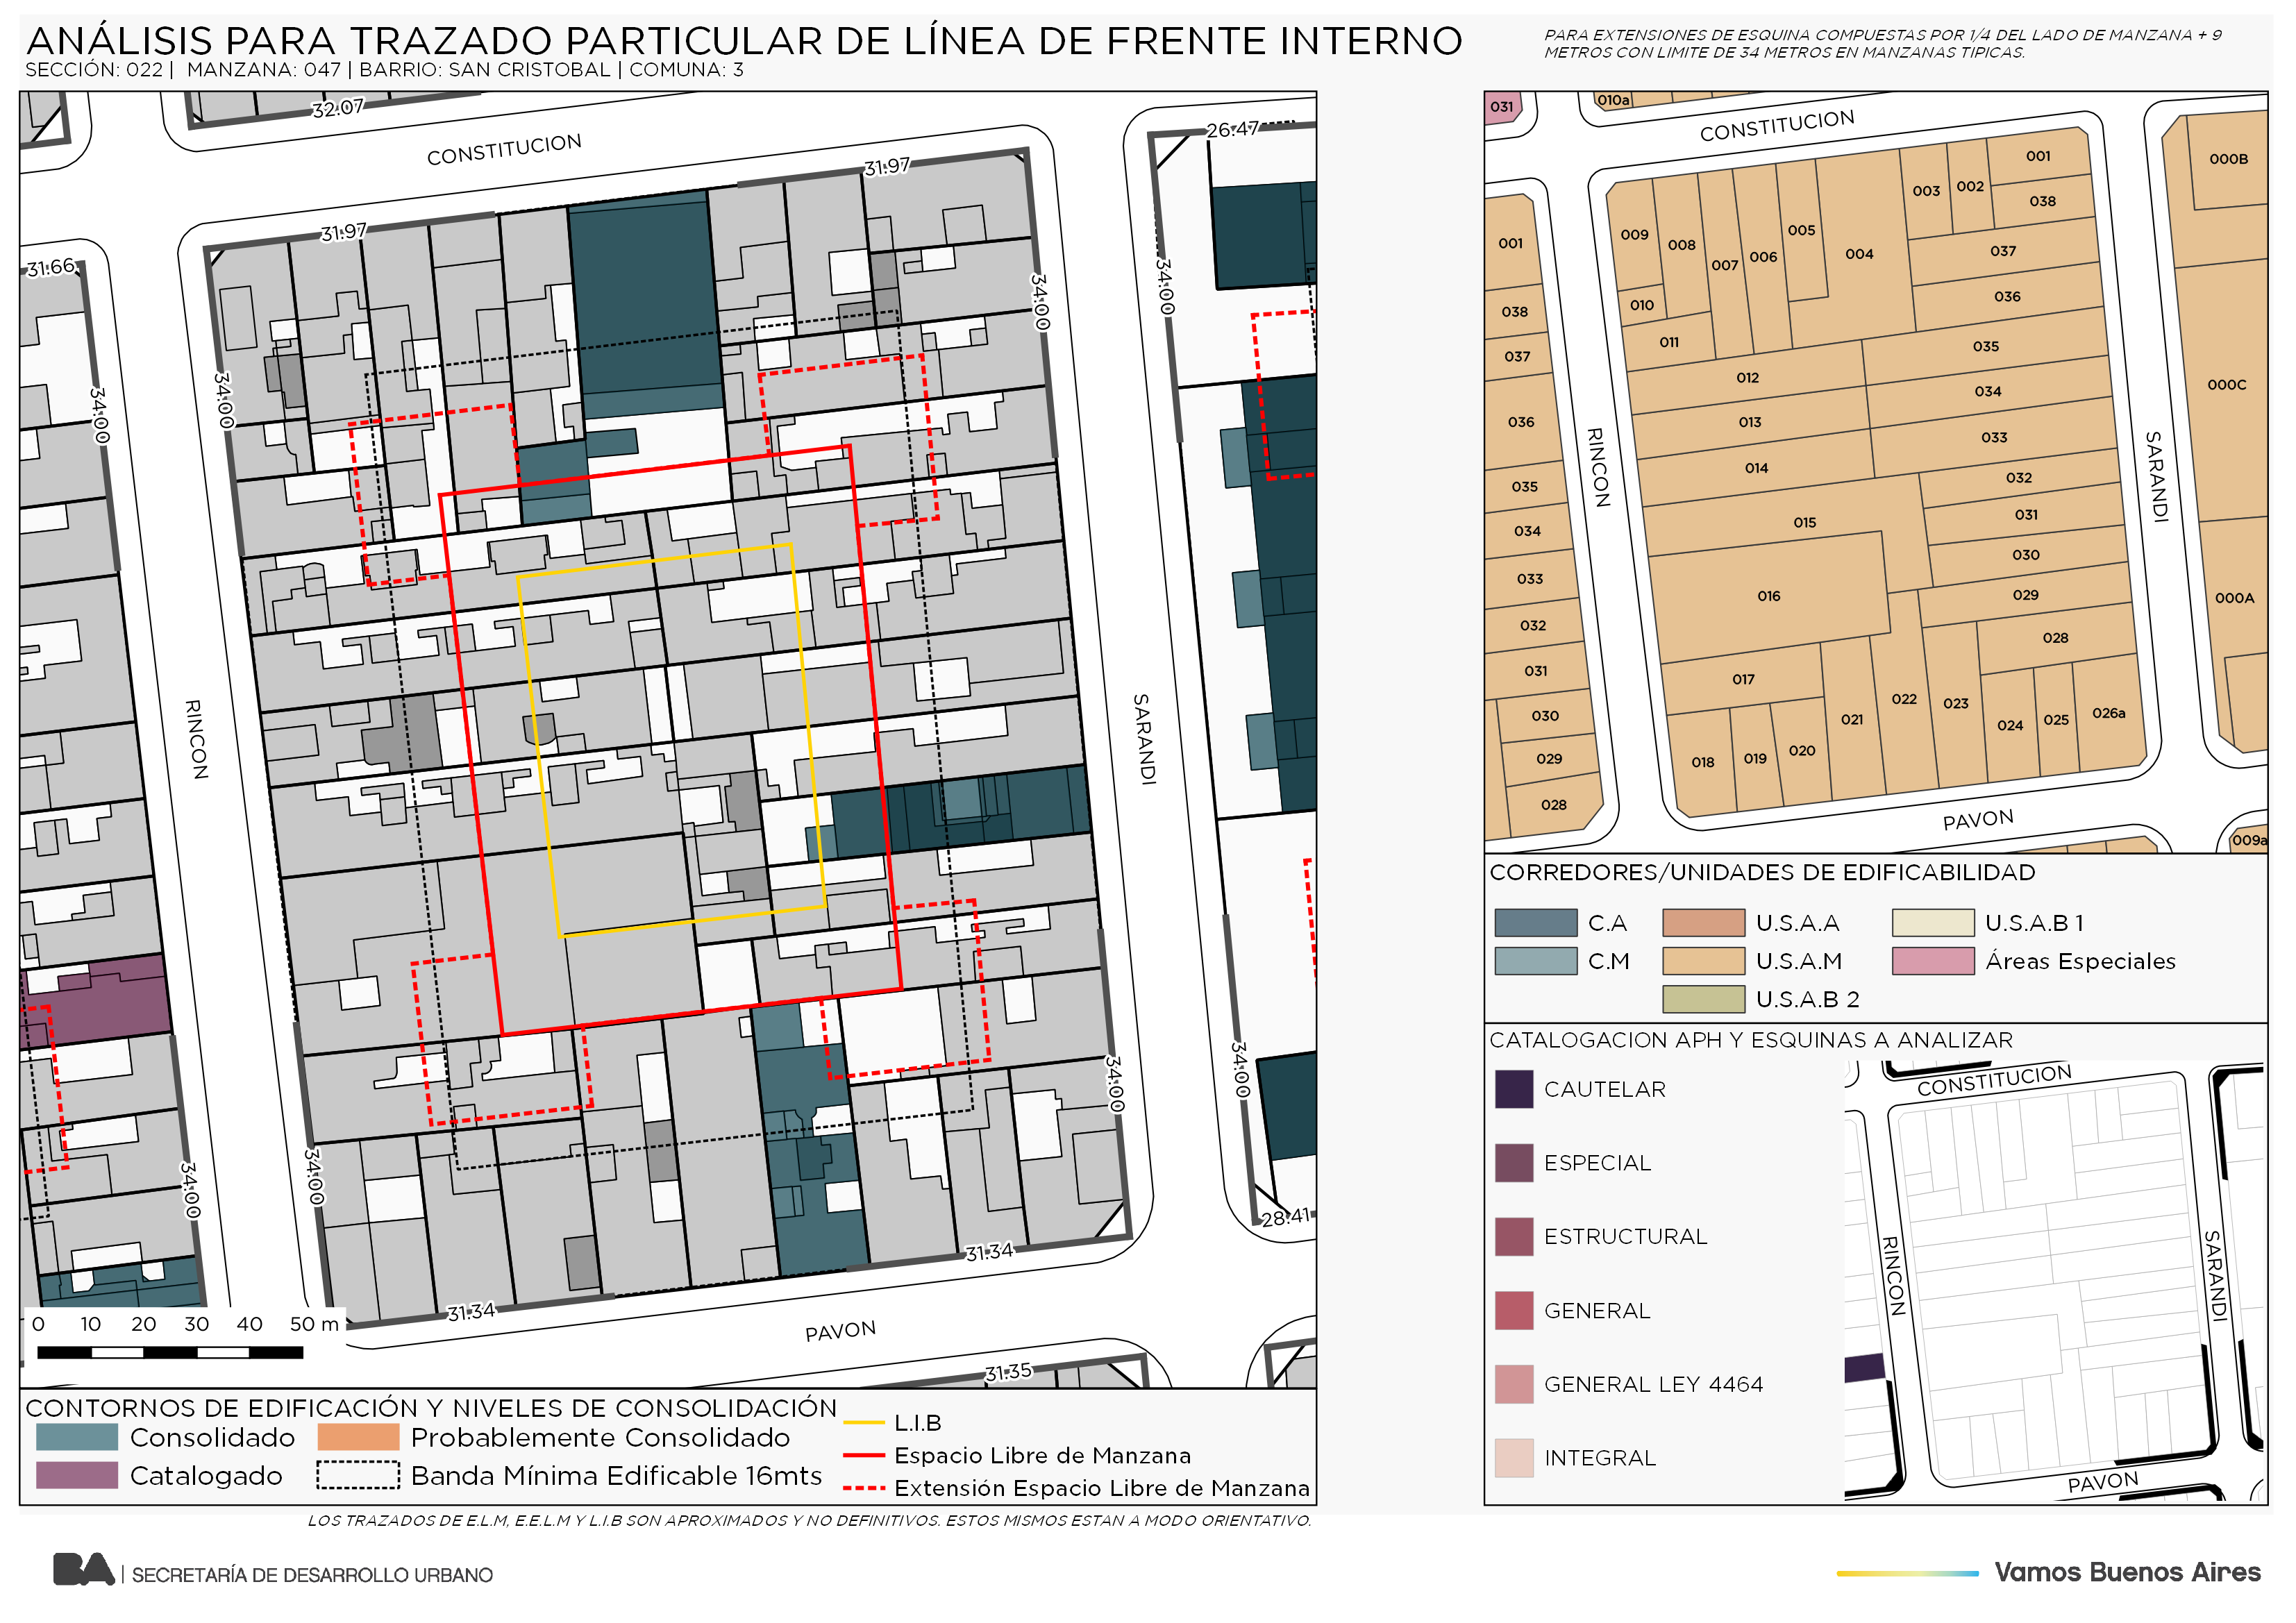 ANÁLISIS PARA TRAZADO PARTICULAR DE LÍNEA DE FRENTE INTERNO
SECCIÓN: 022 | MANZANA: 047 | BARRIO: SAN CRISTOBAL | COMUNA: 3
PARA EXTENSIONES DE ESQUINA COMPUESTAS POR 1/4 DEL LADO DE MANZANA + 9
METROS CON LIMITE DE 34 METROS EN MANZANAS TIPICAS.
32.07
CONSTITUCION
26.47
31.97
31.97
31.66
34.00
34.00
34.00
34.00
RINCON
SARANDI
34.00
34.00
34.00
34.00
28.41
31.34
31.34
PAVON
31.35
0 10 20 30 40 50 m
CONTORNOS DE EDIFICACIÓN Y NIVELES DE CONSOLIDACIÓN
Consolidado
Probablemente Consolidado
Catalogado
Banda Mínima Edificable 16mts
L.I.B
Espacio Libre de Manzana
Extensión Espacio Libre de Manzana
LOS TRAZADOS DE E.L.M, E.E.L.M Y L.I.B SON APROXIMADOS Y NO DEFINITIVOS. ESTOS MISMOS ESTAN A MODO ORIENTATIVO.
031
010a
CONSTITUCION
001
000B
003
002
038
009
008
005
004
037
007
006
001
010
036
038
011
035
037
012
034
000C
036
013
033
014
RINCON
SARANDI
032
035
015
031
034
030
033
016
029
000A
032
028
031
017
022
023
026a
030
021
024
025
029
018
019
020
028
PAVON
009a
CORREDORES/UNIDADES DE EDIFICABILIDAD
C.A
U.S.A.A
U.S.A.B 1
C.M
U.S.A.M
Áreas Especiales
U.S.A.B 2
CATALOGACION APH Y ESQUINAS A ANALIZAR
CAUTELAR
ESPECIAL
ESTRUCTURAL
GENERAL
GENERAL LEY 4464
INTEGRAL
CONSTITUCION
RINCON
SARANDI
PAVON
BA | SECRETARÍA DE DESARROLLO URBANO
Vamos Buenos Aires